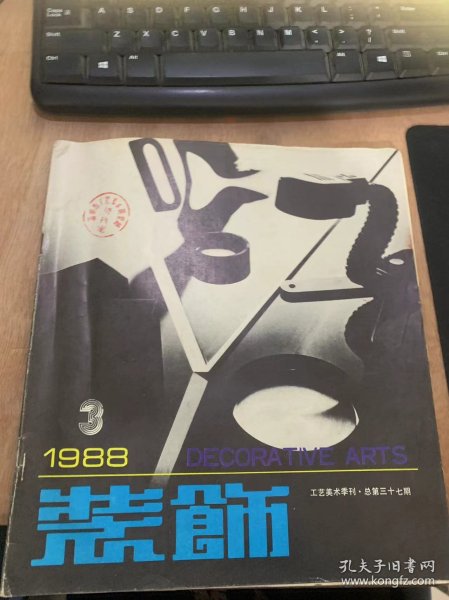 3
1988
DECORATIVE ARTS
工艺美术季刊·总第三十七期
装飾
孔夫子旧书网
www.kongfz.com